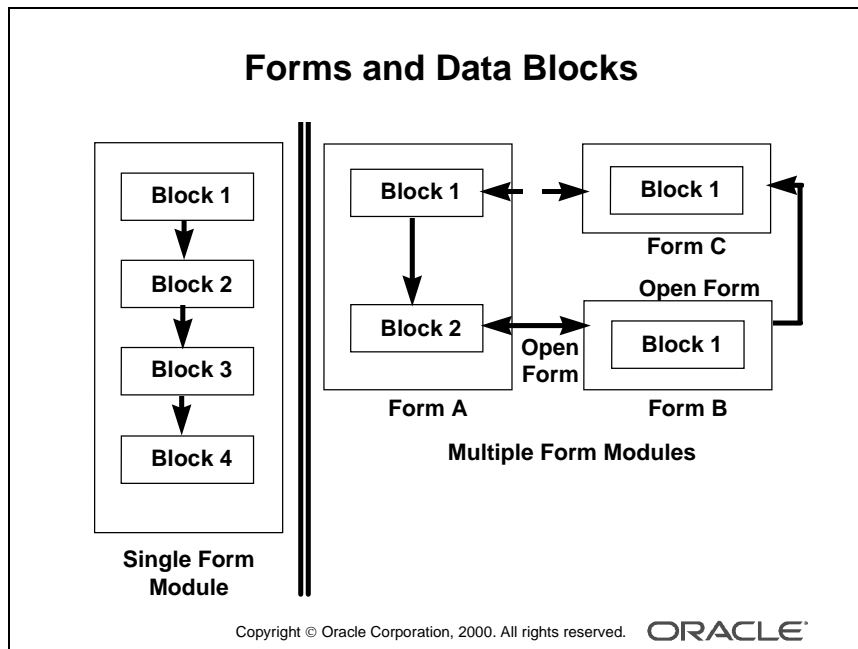 Forms and Data Blocks
Block 1
Block 2
Block 3
Block 4
Single Form
Module
Block 1
Block 2
Form A
Block 1
Form C
Open Form
Block 1
Open
Form
Form B
Multiple Form Modules
Copyright © Oracle Corporation, 2000. All rights reserved.
ORACLE®